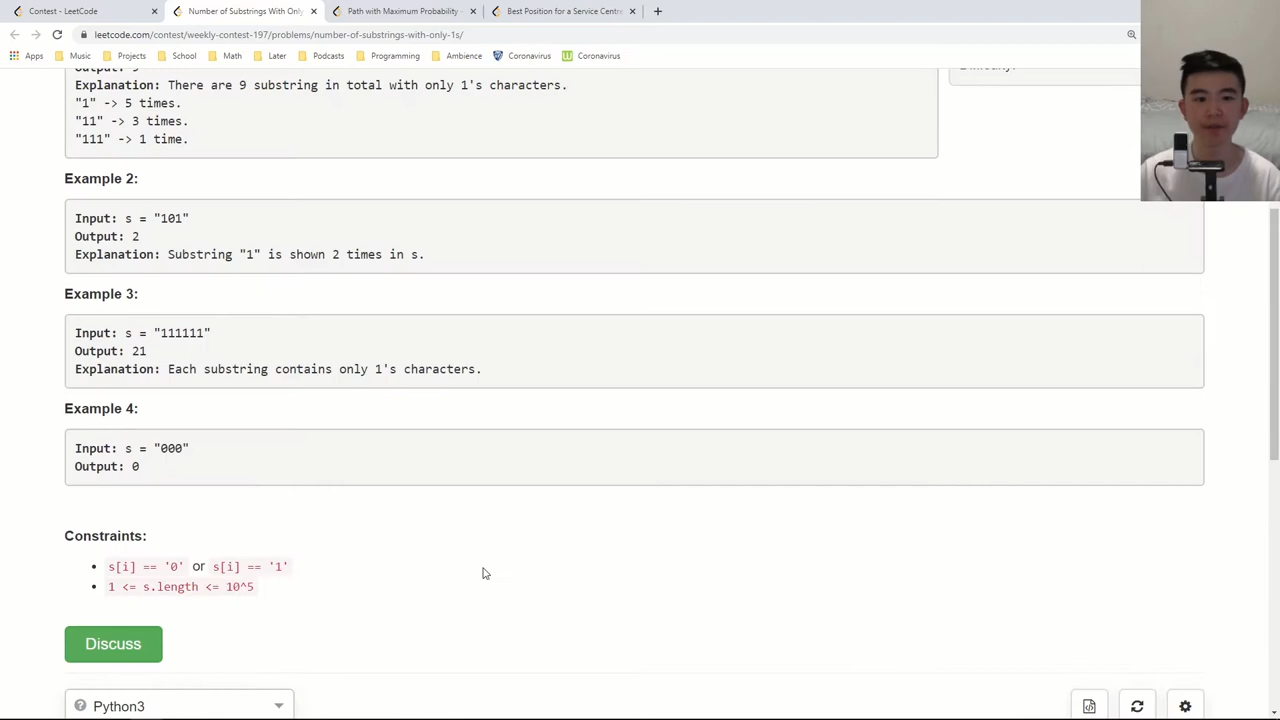 Contest - LeetCode
Number of Substrings With Only
Path with Maximum Probability
Best Position for a Service Centre
leetcode.com/contest/weekly-contest-197/problems/number-of-substrings-with-only-1s/
Apps Music Projects School Math Later Podcasts Programming Ambience Coronavirus Coronavirus
Explanation: There are 9 substring in total with only 1's characters.
"1" -> 5 times.
"11" -> 3 times.
"111" -> 1 time.
Example 2:
Input: s = "101"
Output: 2
Explanation: Substring "1" is shown 2 times in s.
Example 3:
Input: s = "111111"
Output: 21
Explanation: Each substring contains only 1's characters.
Example 4:
Input: s = "000"
Output: 0
Constraints:
s[i] == '0' or s[i] == '1'
1 <= s.length <= 10^5
Discuss
Python3